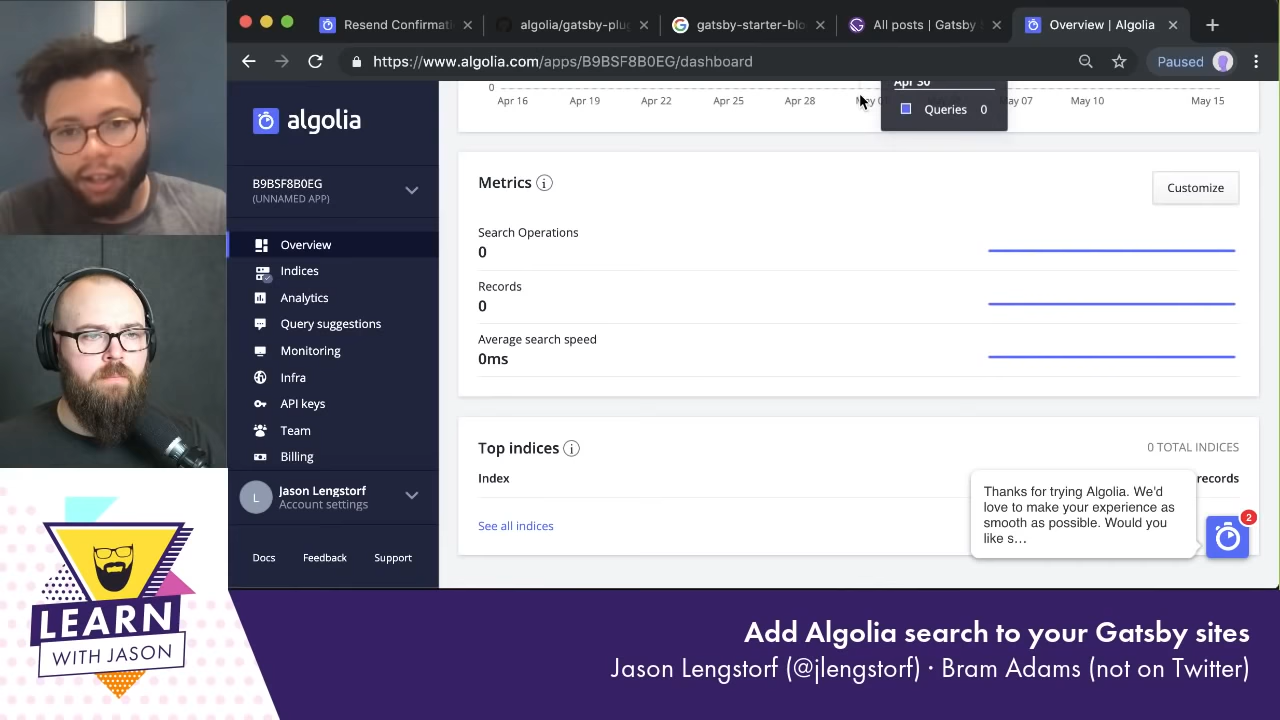 Resend Confirmati
algolia/gatsby-plug
gatsby-starter-blo
All posts | Gatsby S
Overview | Algolia
https://www.algolia.com/apps/B9BSF8B0EG/dashboard
Paused
algolia
B9BSF8B0EG
(UNNAMED APP)
Overview
Indices
Analytics
Query suggestions
Monitoring
Infra
API keys
Team
Billing
L
Jason Lengstorf
Account settings
Docs Feedback Support
0
Apr 16 Apr 19 Apr 22 Apr 25 Apr 28 May 07 May 10 May 15
Apr 30
Queries 0
Metrics
Customize
Search Operations
0
Records
0
Average search speed
0ms
Top indices
0 TOTAL INDICES
Index
records
See all indices
Thanks for trying Algolia. We'd
love to make your experience as
smooth as possible. Would you
like s...
2
LEARN
WITH JASON
Add Algolia search to your Gatsby sites
Jason Lengstorf (@jlengstorf) · Bram Adams (not on Twitter)